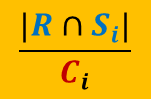 |R ∩ Sᵢ|
Cᵢ